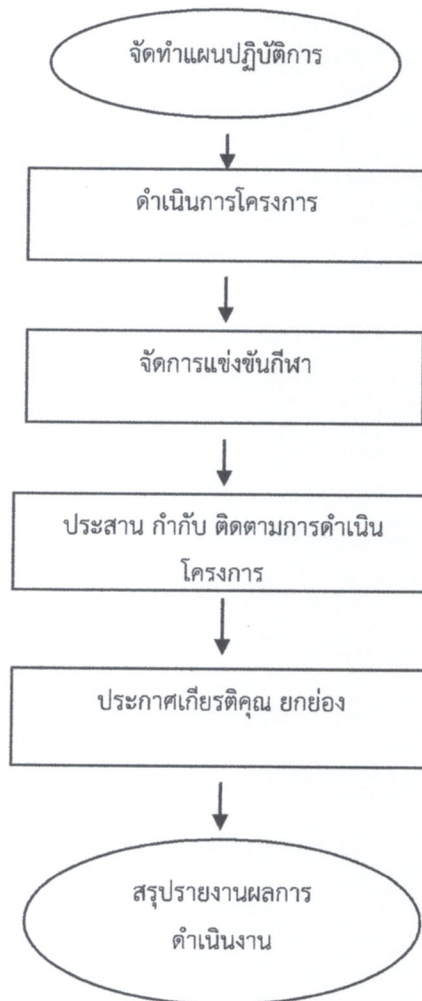 จัดทำแผนปฏิบัติการ
ดำเนินการโครงการ
จัดการแข่งขันกีฬา
ประสาน กำกับ ติดตามการดำเนิน
โครงการ
ประกาศเกียรติคุณ ยกย่อง
สรุปรายงานผลการ
ดำเนินงาน